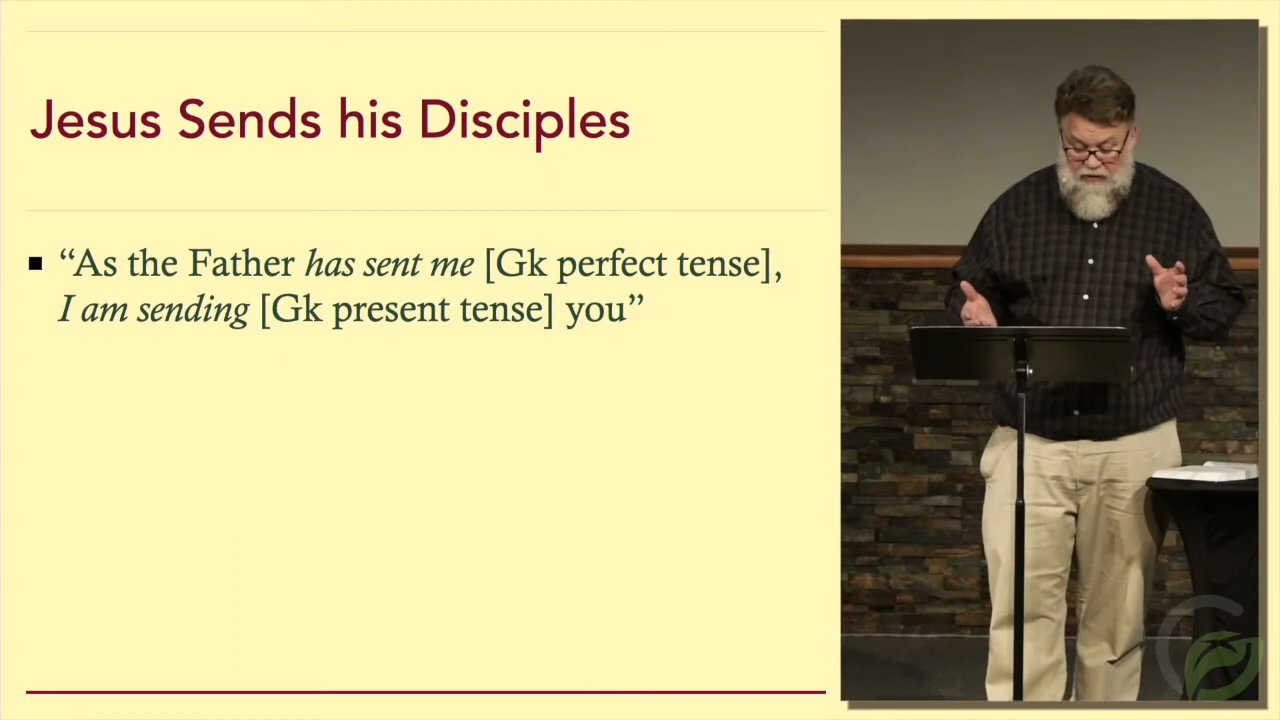 Jesus Sends his Disciples
“As the Father has sent me [Gk perfect tense],
I am sending [Gk present tense] you”